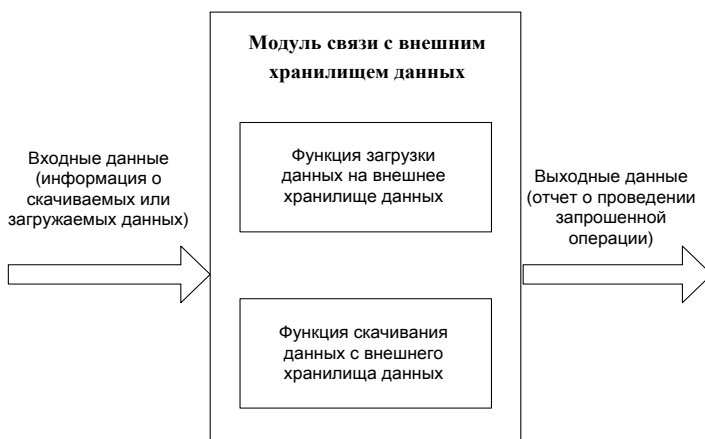 Модуль связи с внешним
хранилищем данных
Входные данные
(информация о
скачиваемых или
загружаемых данных)
Функция загрузки
данных на внешнее
хранилище данных
Выходные данные
(отчет о проведении
запрошенной
операции)
Функция скачивания
данных с внешнего
хранилища данных